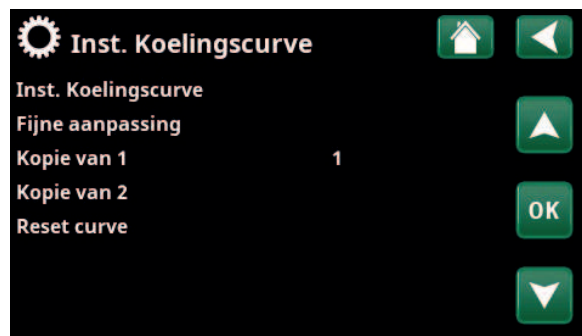 Inst. Koelingscurve
Inst. Koelingscurve
Fijne aanpassing
Kopie van 1 1
Kopie van 2
OK
Reset curve